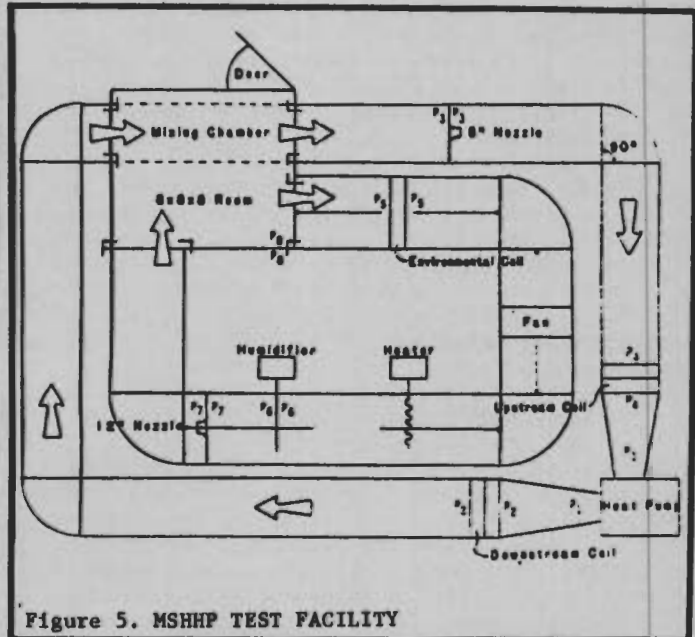 Door
Mixing Chamber
P3 P3
8" Nozzle
90°
8x8x8 Room
P5 P5
P8
P8
Environmental Coil
Fan
Humidifier
Heater
P3
Upstream Coil
P4
12" Nozzle
P7 P7
P6 P6
Heat Pump
P2 P2
P1
Downstream Coil
Figure 5. MSHHP TEST FACILITY